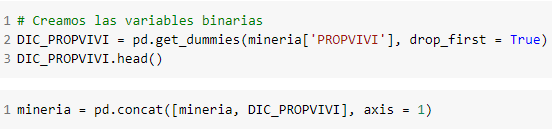 1 # Creamos las variables binarias
2 DIC_PROPVIVI = pd.get_dummies(mineria['PROPVIVI'], drop_first = True)
3 DIC_PROPVIVI.head()
1 mineria = pd.concat([mineria, DIC_PROPVIVI], axis = 1)